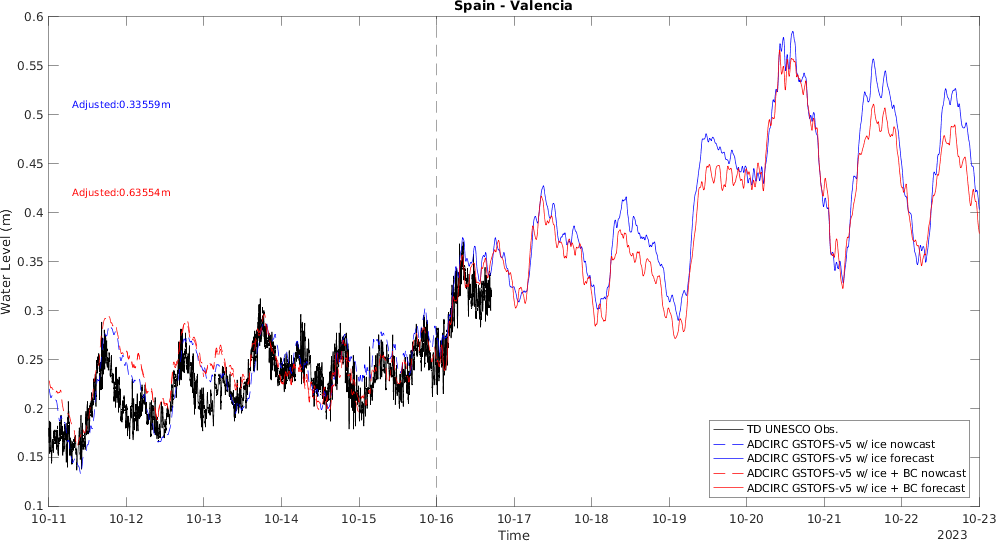 Spain - Valencia
0.6
0.55
0.5
0.45
0.4
0.35
0.3
0.25
0.2
0.15
0.1
Water Level (m)
Adjusted:0.33559m
Adjusted:0.63554m
TD UNESCO Obs.
ADCIRC GSTOFS-v5 w/ ice nowcast
ADCIRC GSTOFS-v5 w/ ice forecast
ADCIRC GSTOFS-v5 w/ ice + BC nowcast
ADCIRC GSTOFS-v5 w/ ice + BC forecast
10-11 10-12 10-13 10-14 10-15 10-16 10-17 10-18 10-19 10-20 10-21 10-22 10-23
Time
2023